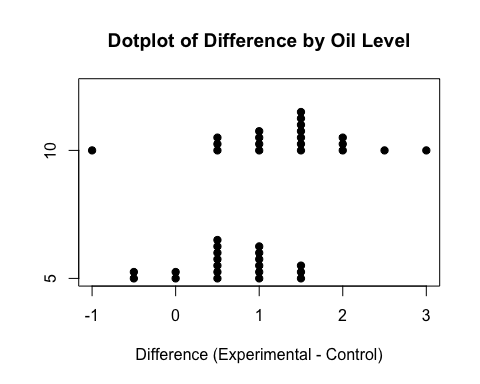 Dotplot of Difference by Oil Level
10
5
-1 0 1 2 3
Difference (Experimental - Control)